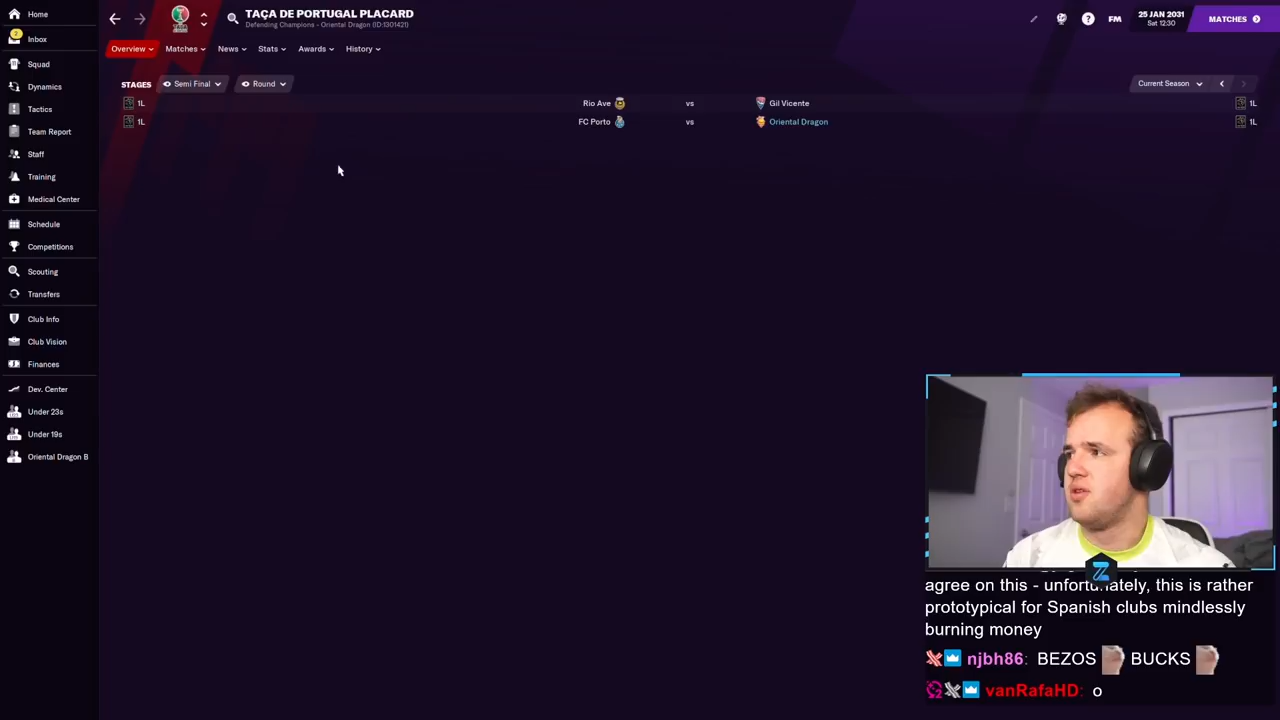 Home
Inbox
2
Squad
Dynamics
Tactics
Team Report
Staff
Training
Medical Center
Schedule
Competitions
Scouting
Transfers
Club Info
Club Vision
Finances
Dev. Center
Under 23s
Under 19s
Oriental Dragon B
TAÇA DE PORTUGAL PLACARD
Defending Champions - Oriental Dragon (ID:1301421)
FM
25 JAN 2031
Sat 12:30
MATCHES
Overview
Matches
News
Stats
Awards
History
STAGES
Semi Final
Round
Current Season
1L Rio Ave vs Gil Vicente 1L
1L FC Porto vs Oriental Dragon 1L
agree on this - unfortunately, this is rather
prototypical for Spanish clubs mindlessly
burning money
njbh86: BEZOS BUCKS
vanRafaHD: o